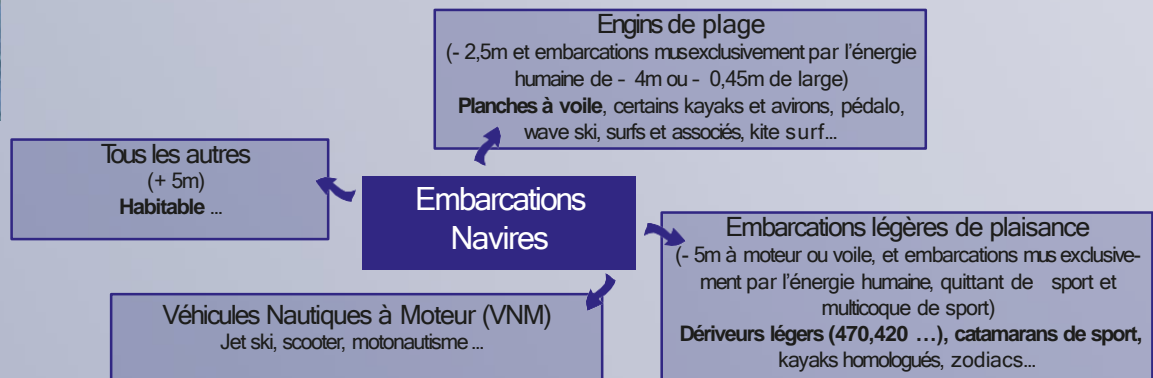 Engins de plage
(- 2,5m et embarcations mus exclusivement par l'énergie
humaine de - 4m ou - 0,45m de large)
Planches à voile, certains kayaks et avirons, pédalo,
wave ski, surfs et associés, kite surf...
Tous les autres
(+ 5m)
Habitable ...
Embarcations
Navires
Embarcations légères de plaisance
(- 5m à moteur ou voile, et embarcations mus exclusive-
ment par l'énergie humaine, quittant de sport et
multicoque de sport)
Dériveurs légers (470,420 ...), catamarans de sport,
kayaks homologués, zodiacs...
Véhicules Nautiques à Moteur (VNM)
Jet ski, scooter, motonautisme ...